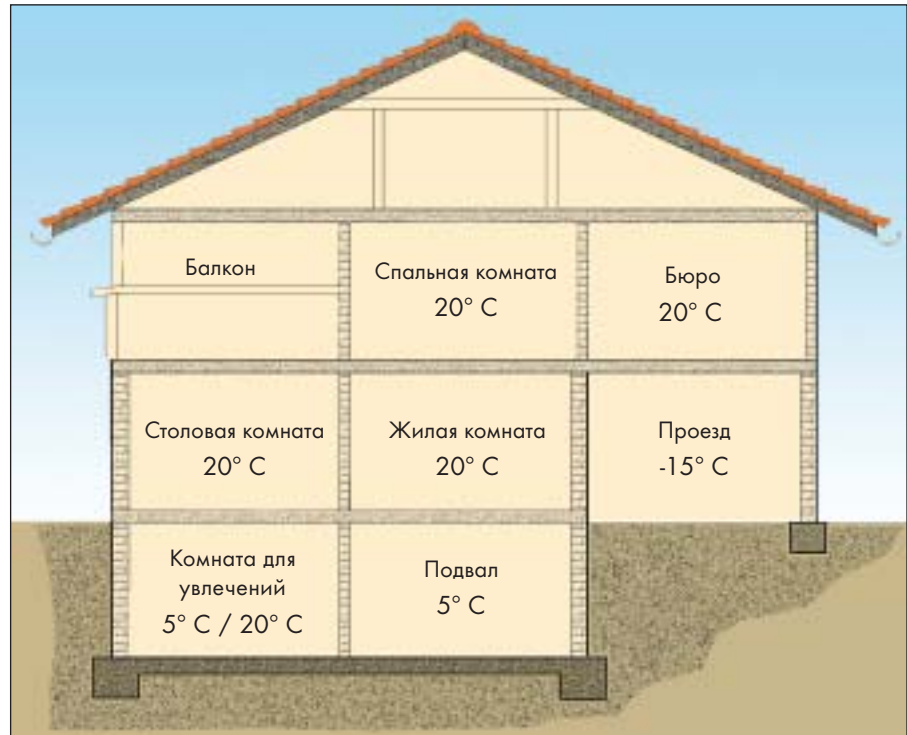 Балкон
Спальная комната
20° C
Бюро
20° C
Столовая комната
20° C
Жилая комната
20° C
Проезд
-15° C
Комната для
увлечений
5° C / 20° C
Подвал
5° C